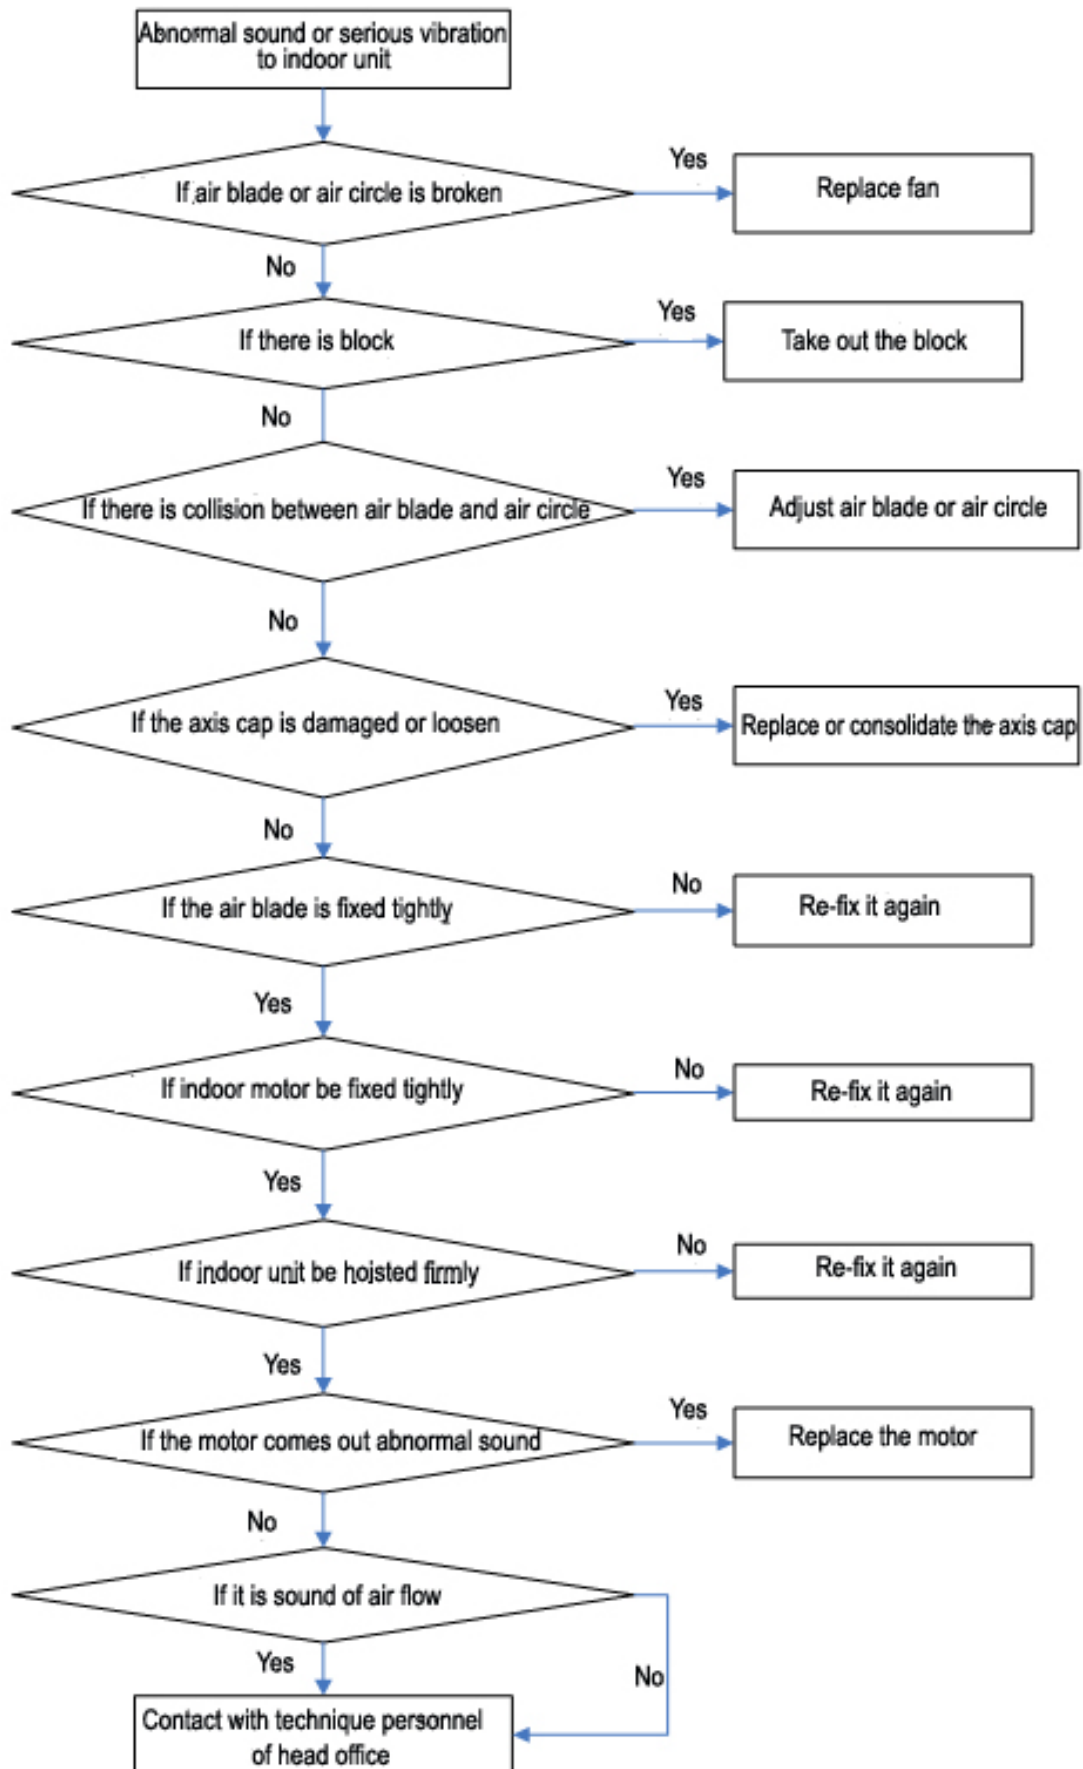 Abnormal sound or serious vibration
to indoor unit
If air blade or air circle is broken
Yes
Replace fan
No
If there is block
Yes
Take out the block
No
If there is collision between air blade and air circle
Yes
Adjust air blade or air circle
No
If the axis cap is damaged or loosen
Yes
Replace or consolidate the axis cap
No
If the air blade is fixed tightly
No
Re-fix it again
Yes
If indoor motor be fixed tightly
No
Re-fix it again
Yes
If indoor unit be hoisted firmly
No
Re-fix it again
Yes
If the motor comes out abnormal sound
Yes
Replace the motor
No
If it is sound of air flow
Yes
No
Contact with technique personnel
of head office